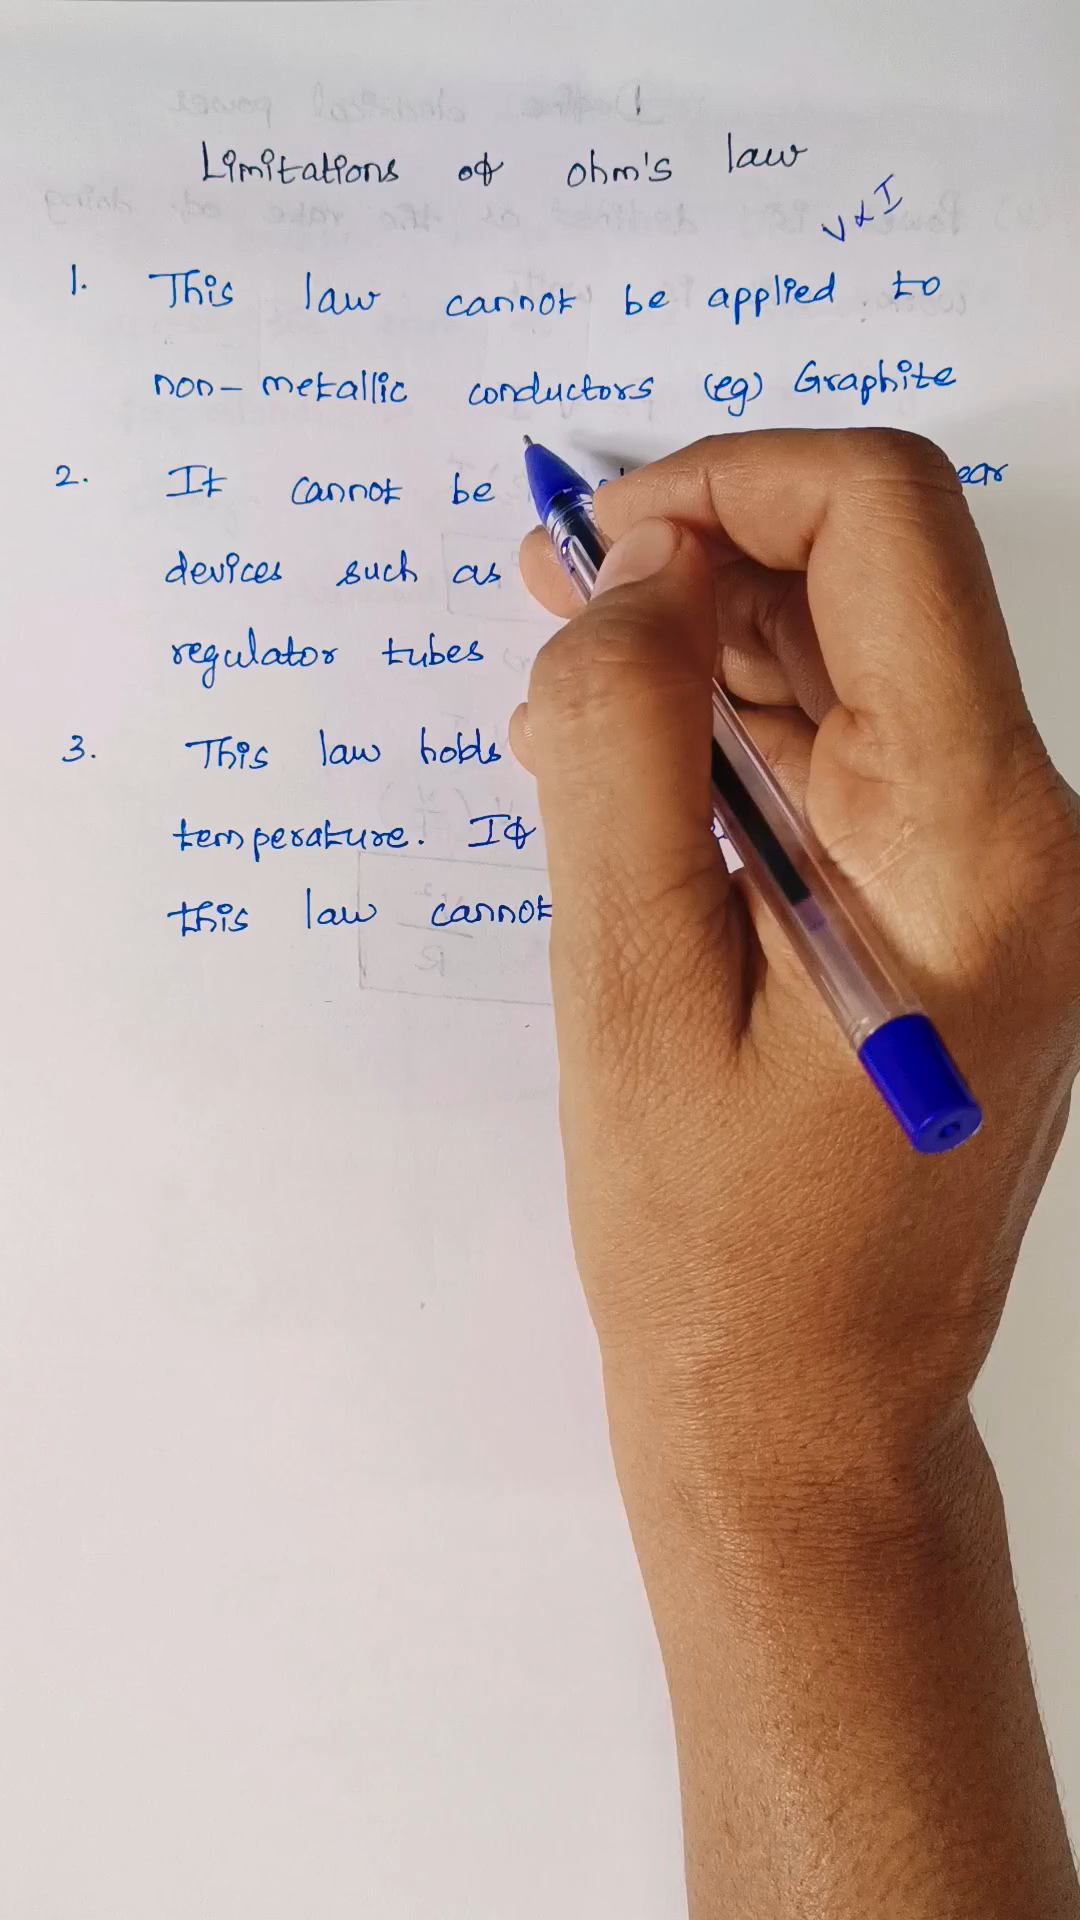 Limitations of ohm's law
V α I
1. This law cannot be applied to
non-metallic conductors (eg) Graphite
2. It cannot be
devices such as
regulator tubes
3. This law holds
temperature. If
this law cannot